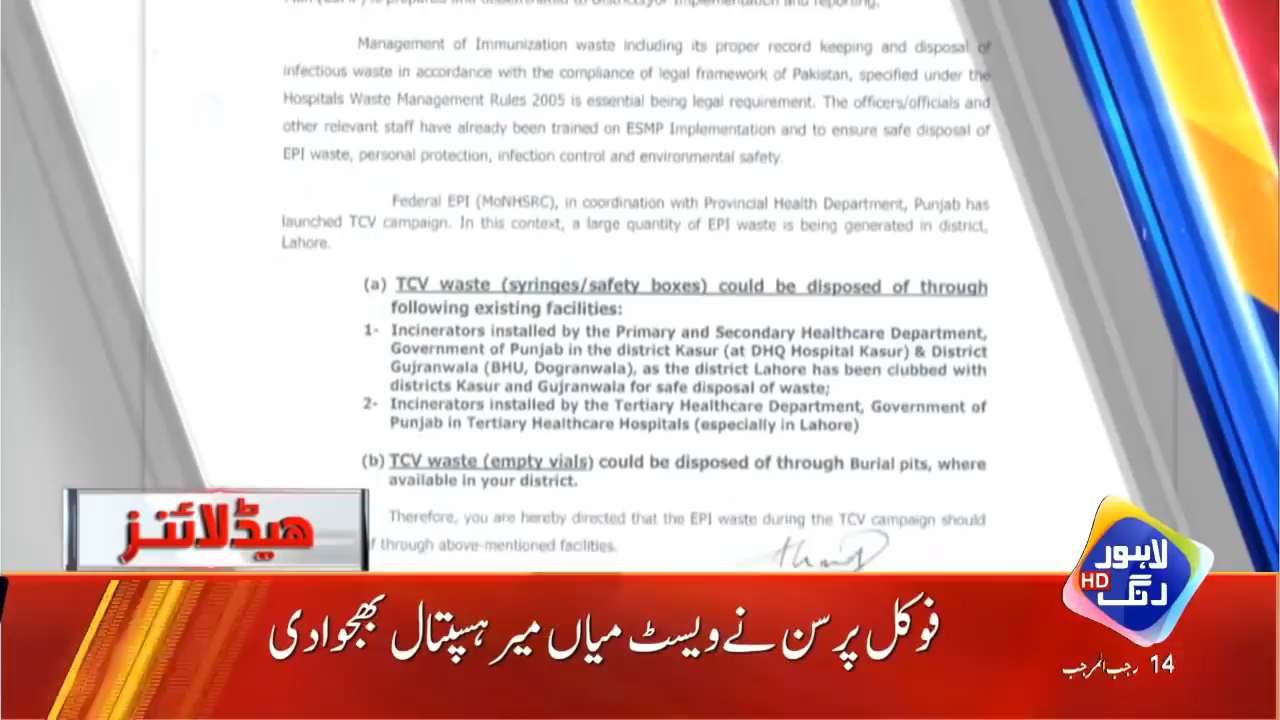 Management of Immunization waste including its proper record keeping and disposal of
infectious waste in accordance with the compliance of legal framework of Pakistan, specified under the
Hospitals Waste Management Rules 2005 is essential being legal requirement. The officers/officials and
other relevant staff have already been trained on ESMP Implementation and to ensure safe disposal of
EPI waste, personal protection, infection control and environmental safety.
Federal EPI (MoNHSRC), in coordination with Provincial Health Department, Punjab has
launched TCV campaign. In this context, a large quantity of EPI waste is being generated in district,
Lahore.
(a) TCV waste (syringes/safety boxes) could be disposed of through
following existing facilities:
1- Incinerators installed by the Primary and Secondary Healthcare Department,
Government of Punjab in the district Kasur (at DHQ Hospital Kasur) & District
Gujranwala (BHU, Dogranwala), as the district Lahore has been clubbed with
districts Kasur and Gujranwala for safe disposal of waste;
2- Incinerators installed by the Tertiary Healthcare Department, Government of
Punjab in Tertiary Healthcare Hospitals (especially in Lahore)
(b) TCV waste (empty vials) could be disposed of through Burial pits, where
available in your district.
Therefore, you are hereby directed that the EPI waste during the TCV campaign should
through above-mentioned facilities.
ہیڈلائنز
لاہور
رنگ
HD
فوکل پرسن نے ویسٹ میاں میر ہسپتال بھجوا دی
14 رجب المرجب